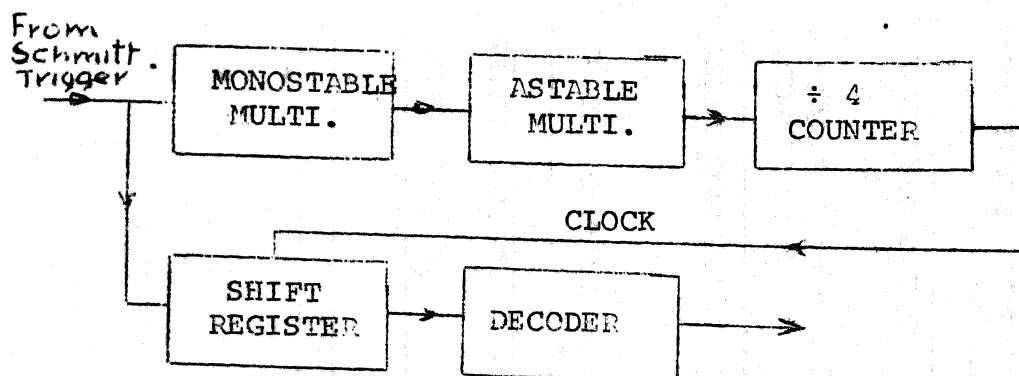 From
Schmitt.
Trigger
MONOSTABLE
MULTI.
ASTABLE
MULTI.
÷ 4
COUNTER
CLOCK
SHIFT
REGISTER
DECODER